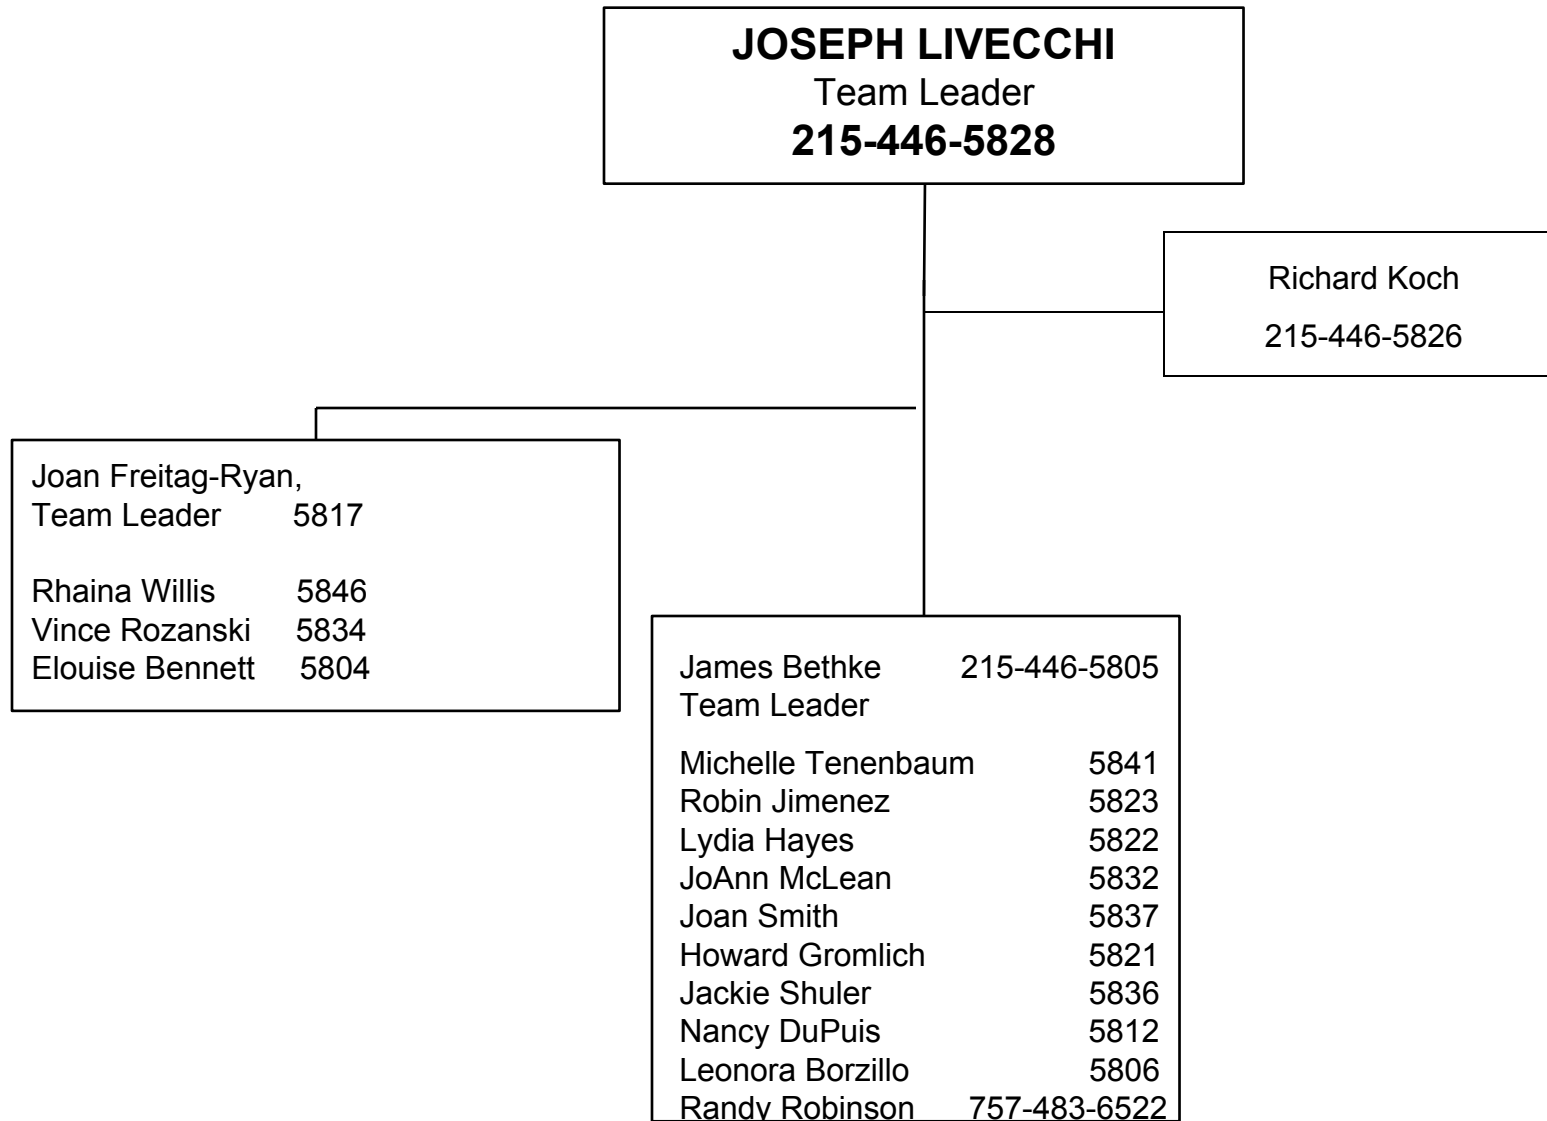 JOSEPH LIVECCHI
Team Leader
215-446-5828
Richard Koch
215-446-5826
Joan Freitag-Ryan,
Team Leader 5817
Rhaina Willis 5846
Vince Rozanski 5834
Elouise Bennett 5804
James Bethke 215-446-5805
Team Leader
Michelle Tenenbaum 5841
Robin Jimenez 5823
Lydia Hayes 5822
JoAnn McLean 5832
Joan Smith 5837
Howard Gromlich 5821
Jackie Shuler 5836
Nancy DuPuis 5812
Leonora Borzillo 5806
Randy Robinson 757-483-6522